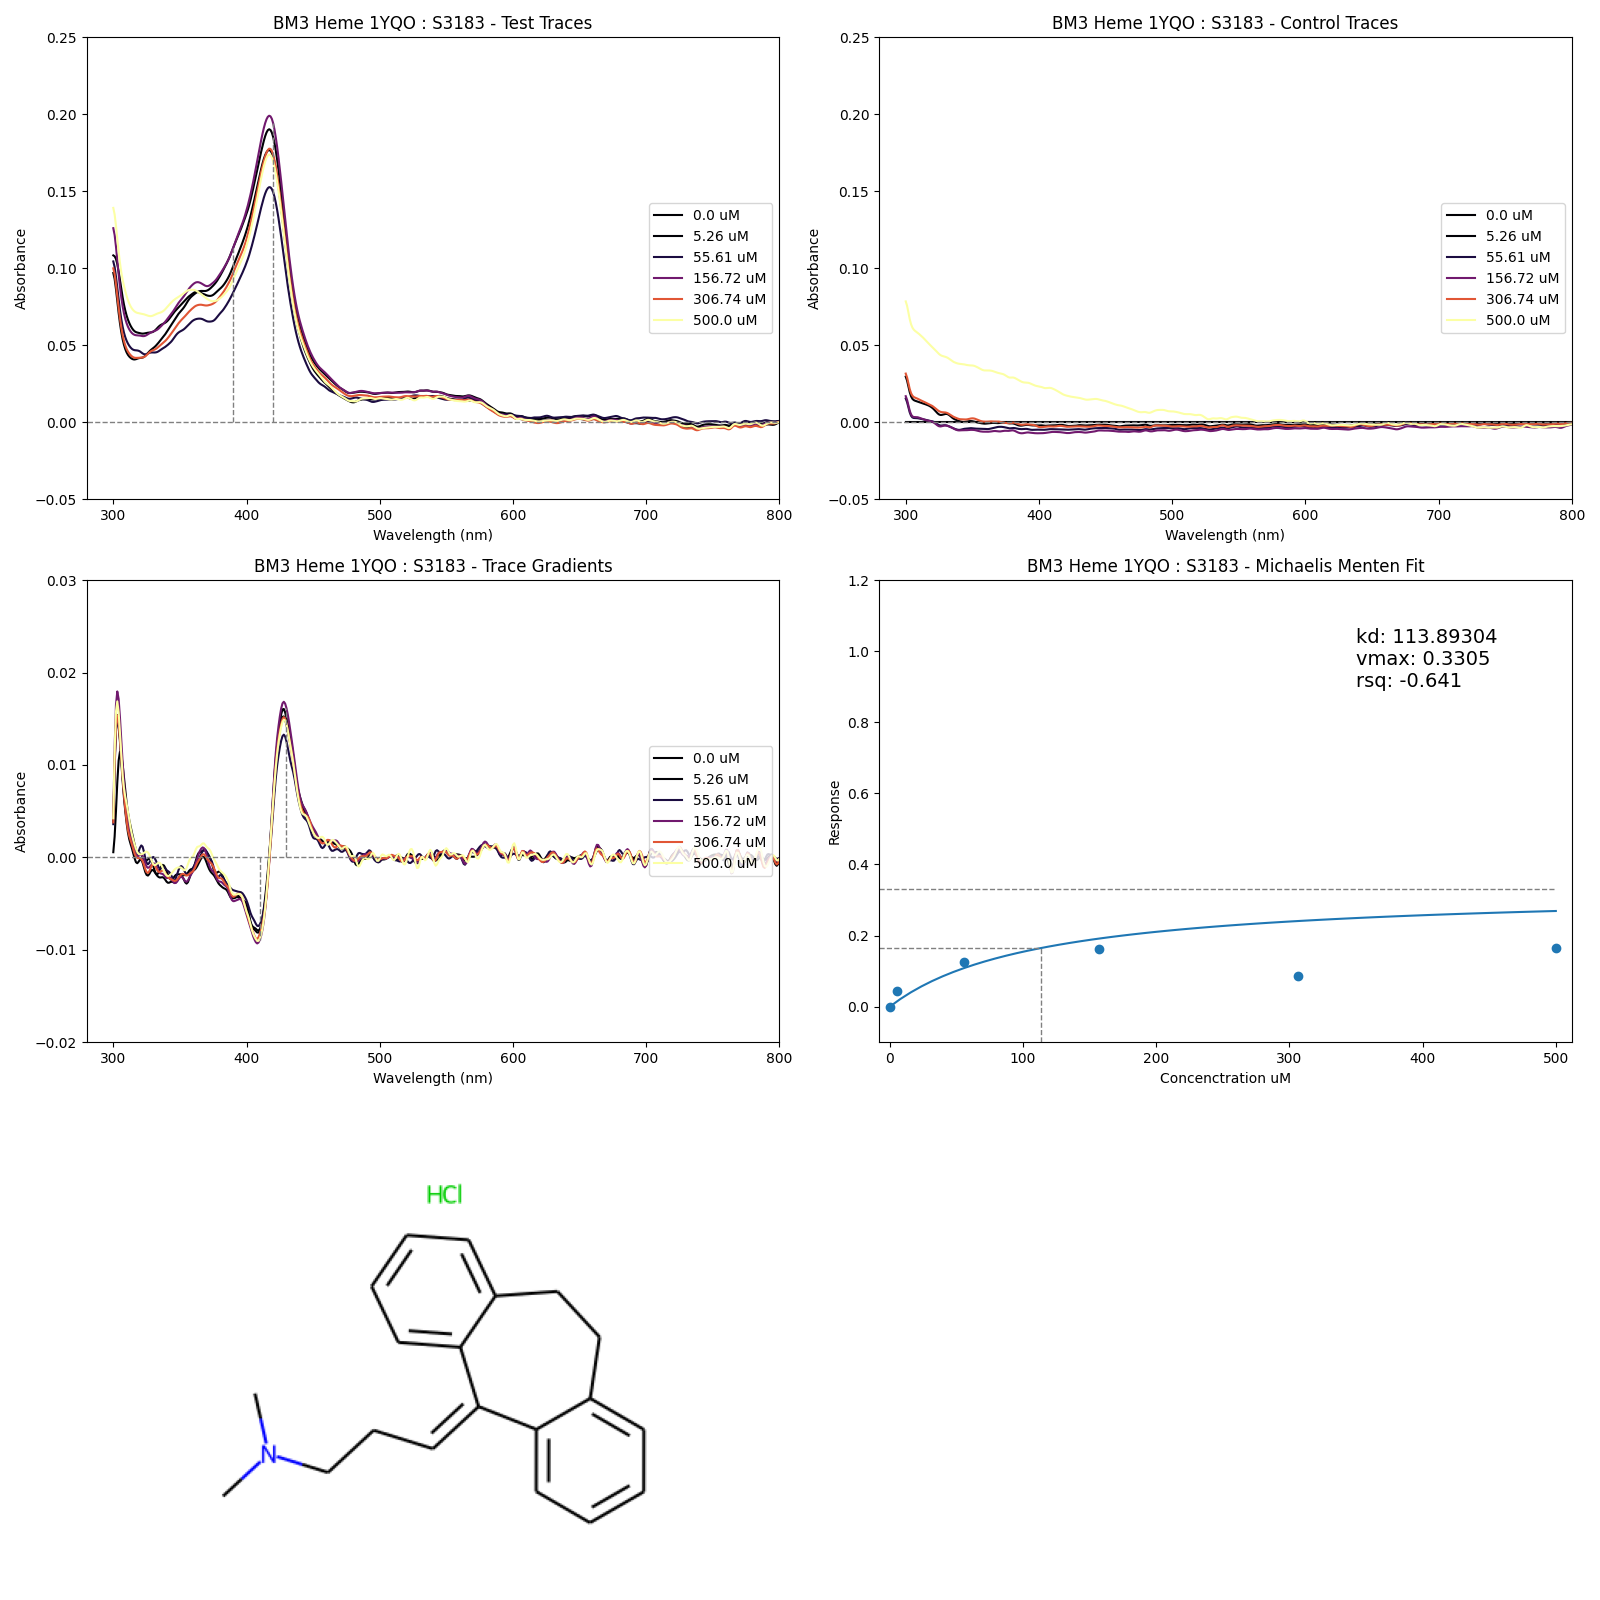 BM3 Heme 1YQO : S3183 - Test Traces
0.25
0.20
0.15
0.10
0.05
0.00
−0.05
Absorbance
300 400 500 600 700 800
Wavelength (nm)
0.0 uM
5.26 uM
55.61 uM
156.72 uM
306.74 uM
500.0 uM
BM3 Heme 1YQO : S3183 - Control Traces
0.25
0.20
0.15
0.10
0.05
0.00
−0.05
Absorbance
300 400 500 600 700 800
Wavelength (nm)
0.0 uM
5.26 uM
55.61 uM
156.72 uM
306.74 uM
500.0 uM
BM3 Heme 1YQO : S3183 - Trace Gradients
0.03
0.02
0.01
0.00
−0.01
−0.02
Absorbance
300 400 500 600 700 800
Wavelength (nm)
0.0 uM
5.26 uM
55.61 uM
156.72 uM
306.74 uM
500.0 uM
BM3 Heme 1YQO : S3183 - Michaelis Menten Fit
1.2
1.0
0.8
0.6
0.4
0.2
0.0
Response
0 100 200 300 400 500
Concenctration uM
kd: 113.89304
vmax: 0.3305
rsq: -0.641
HCl
N